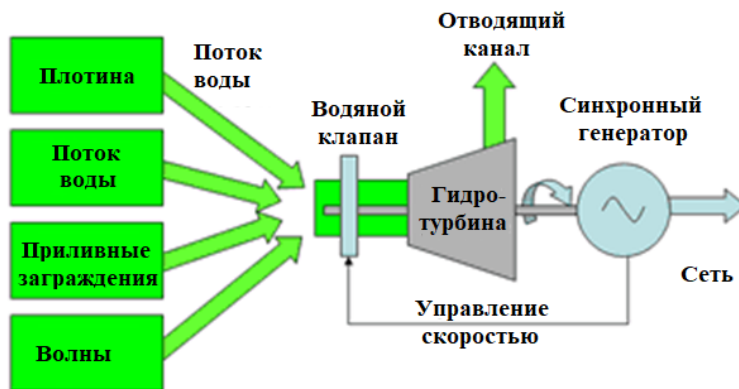 Плотина
Поток
воды
Приливные
заграждения
Волны
Поток
воды
Водяной
клапан
Отводящий
канал
Гидро-
турбина
Синхронный
генератор
Сеть
Управление
скоростью